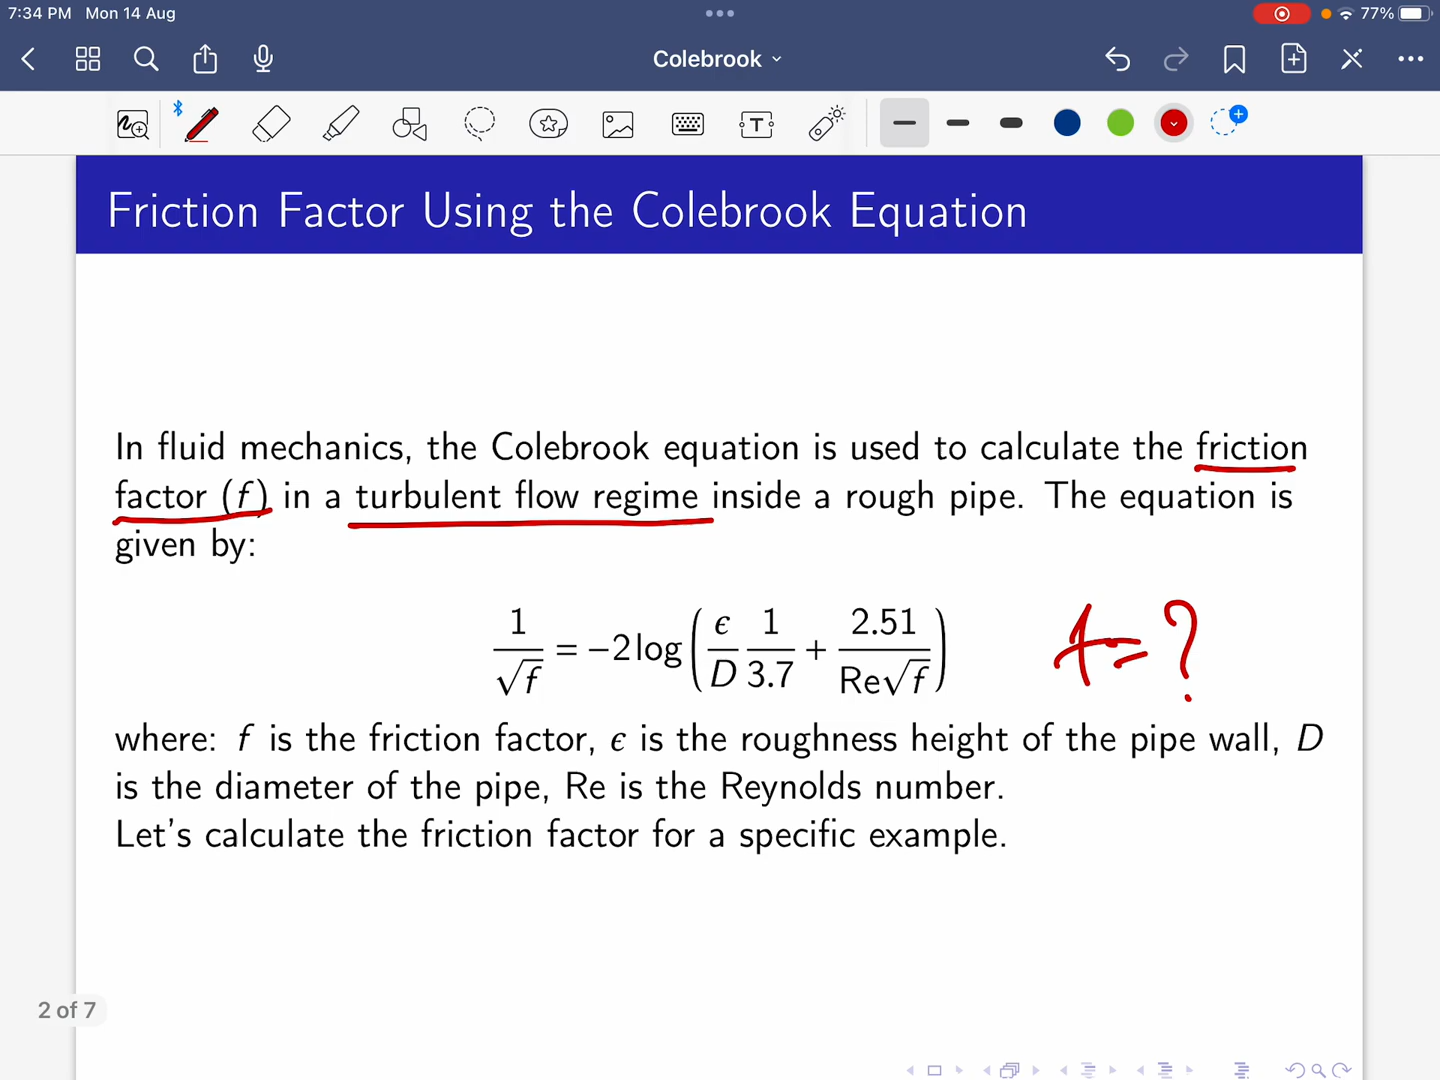 7:34 PM Mon 14 Aug
77%
Colebrook
T
Friction Factor Using the Colebrook Equation
In fluid mechanics, the Colebrook equation is used to calculate the friction
factor (f) in a turbulent flow regime inside a rough pipe. The equation is
given by:
1/√f = −2 log(ϵ/D 1/3.7 + 2.51/Re√f)
f = ?
where: f is the friction factor, ϵ is the roughness height of the pipe wall, D
is the diameter of the pipe, Re is the Reynolds number.
Let's calculate the friction factor for a specific example.
2 of 7